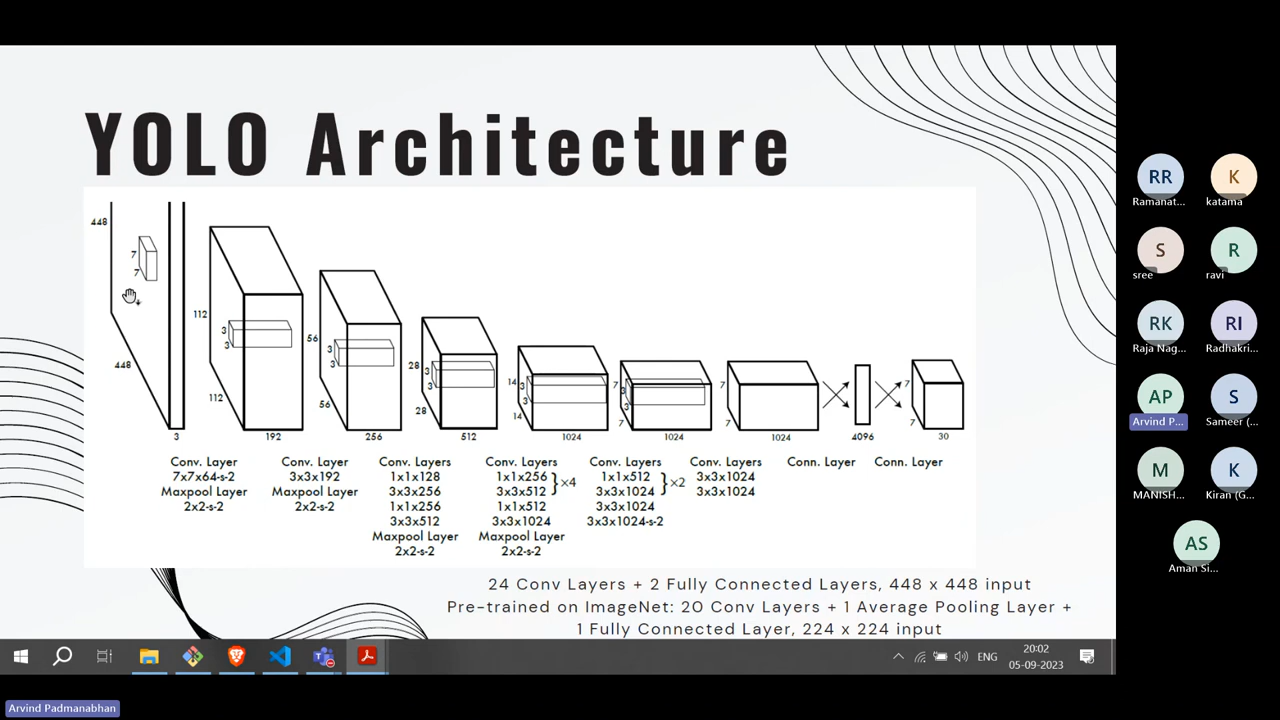 YOLO Architecture
448
7
7
448
3
112
3
3
112
192
56
3
3
56
256
28
3
3
28
512
14
3
3
14
1024
7
3
3
7
1024
7
7
1024
4096
7
7
30
Conv. Layer
7x7x64-s-2
Maxpool Layer
2x2-s-2
Conv. Layer
3x3x192
Maxpool Layer
2x2-s-2
Conv. Layers
1x1x128
3x3x256
1x1x256
3x3x512
Maxpool Layer
2x2-s-2
Conv. Layers
1x1x256
3x3x512
}×4
1x1x512
3x3x1024
Maxpool Layer
2x2-s-2
Conv. Layers
1x1x512
3x3x1024
}×2
3x3x1024
3x3x1024-s-2
Conv. Layers
3x3x1024
3x3x1024
Conn. Layer
Conn. Layer
24 Conv Layers + 2 Fully Connected Layers, 448 x 448 input
Pre-trained on ImageNet: 20 Conv Layers + 1 Average Pooling Layer +
1 Fully Connected Layer, 224 x 224 input
RR
Ramanat...
K
katama
S
sree
R
ravi
RK
Raja Nag...
RI
Radhakri...
AP
Arvind P...
S
Sameer (...
M
MANISH...
K
Kiran (G...
AS
Aman Si...
ENG
20:02
05-09-2023
Arvind Padmanabhan